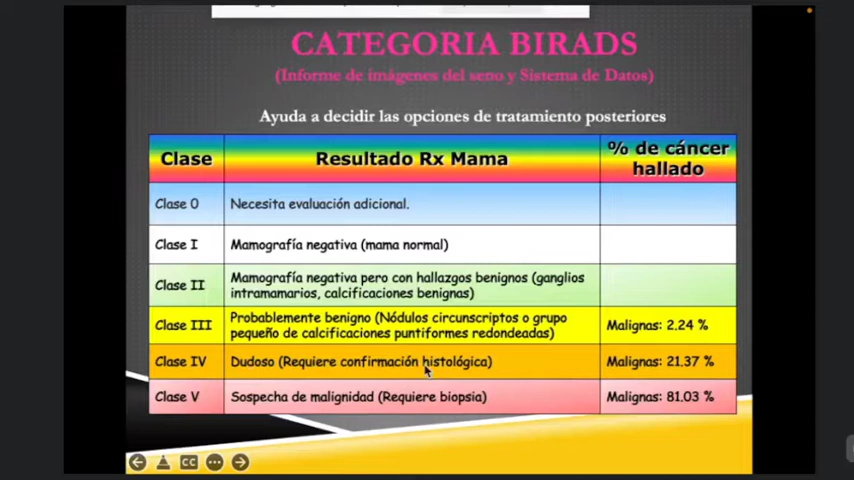 CATEGORIA BIRADS
(Informe de imágenes del seno y Sistema de Datos)
Ayuda a decidir las opciones de tratamiento posteriores
Clase
Resultado Rx Mama
% de cáncer
hallado
Clase 0
Necesita evaluación adicional.
Clase I
Mamografía negativa (mama normal)
Clase II
Mamografía negativa pero con hallazgos benignos (ganglios
intramamarios, calcificaciones benignas)
Clase III
Probablemente benigno (Nódulos circunscriptos o grupo
pequeño de calcificaciones puntiformes redondeadas)
Malignas: 2.24 %
Clase IV
Dudoso (Requiere confirmación histológica)
Malignas: 21.37 %
Clase V
Sospecha de malignidad (Requiere biopsia)
Malignas: 81.03 %
CC